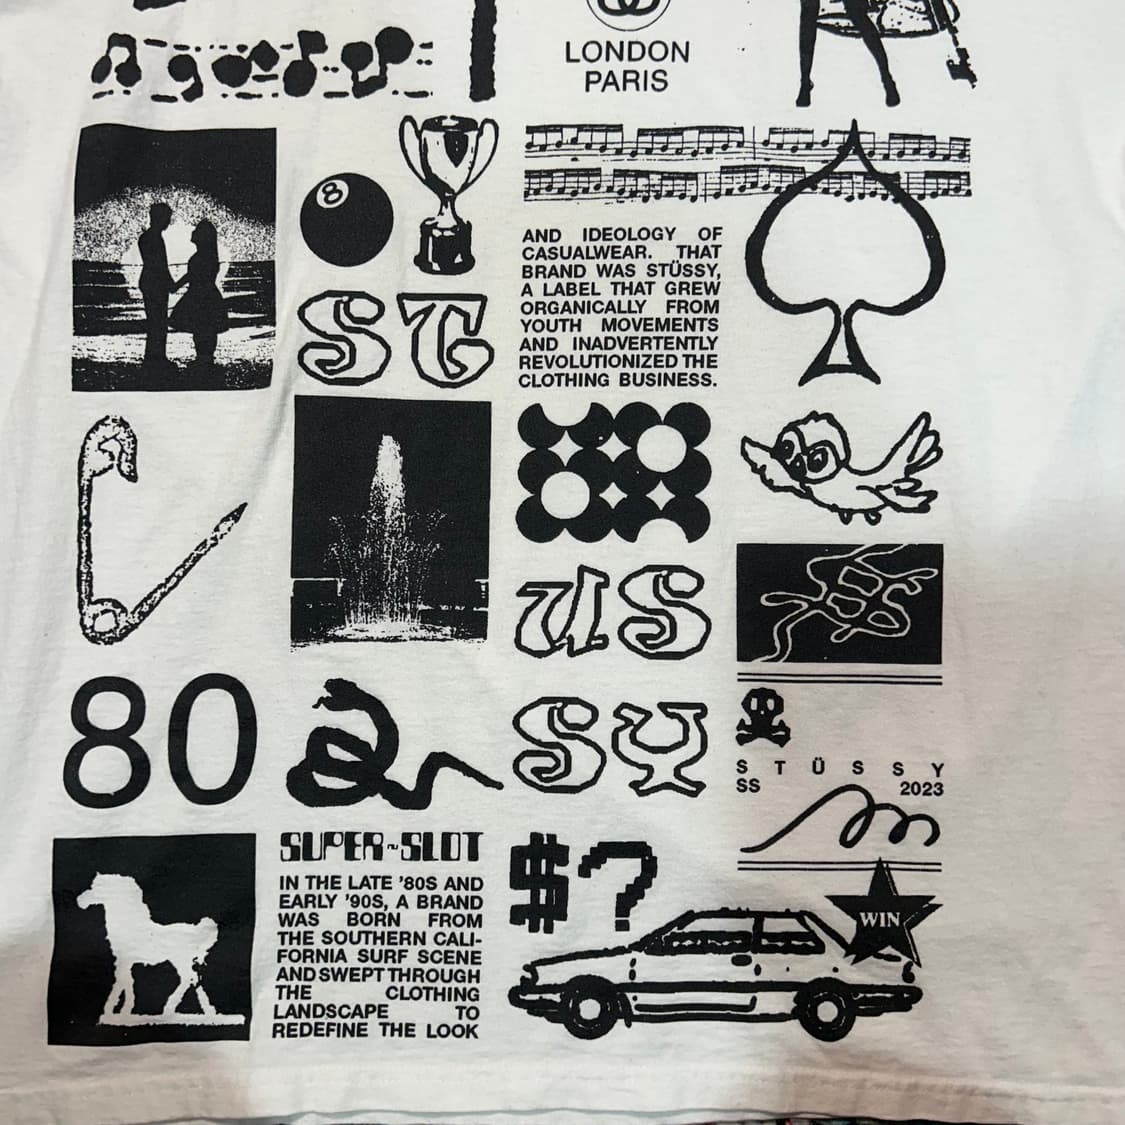 LONDON
PARIS
8
ST
AND IDEOLOGY OF
CASUALWEAR. THAT
BRAND WAS STÜSSY,
A LABEL THAT GREW
ORGANICALLY FROM
YOUTH MOVEMENTS
AND INADVERTENTLY
REVOLUTIONIZED THE
CLOTHING BUSINESS.
US
80
SY
STÜSSY
SS 2023
SUPER~SLOT
IN THE LATE '80S AND
EARLY '90S, A BRAND
WAS BORN FROM
THE SOUTHERN CALI-
FORNIA SURF SCENE
AND SWEPT THROUGH
THE CLOTHING
LANDSCAPE TO
REDEFINE THE LOOK
$?
WIN